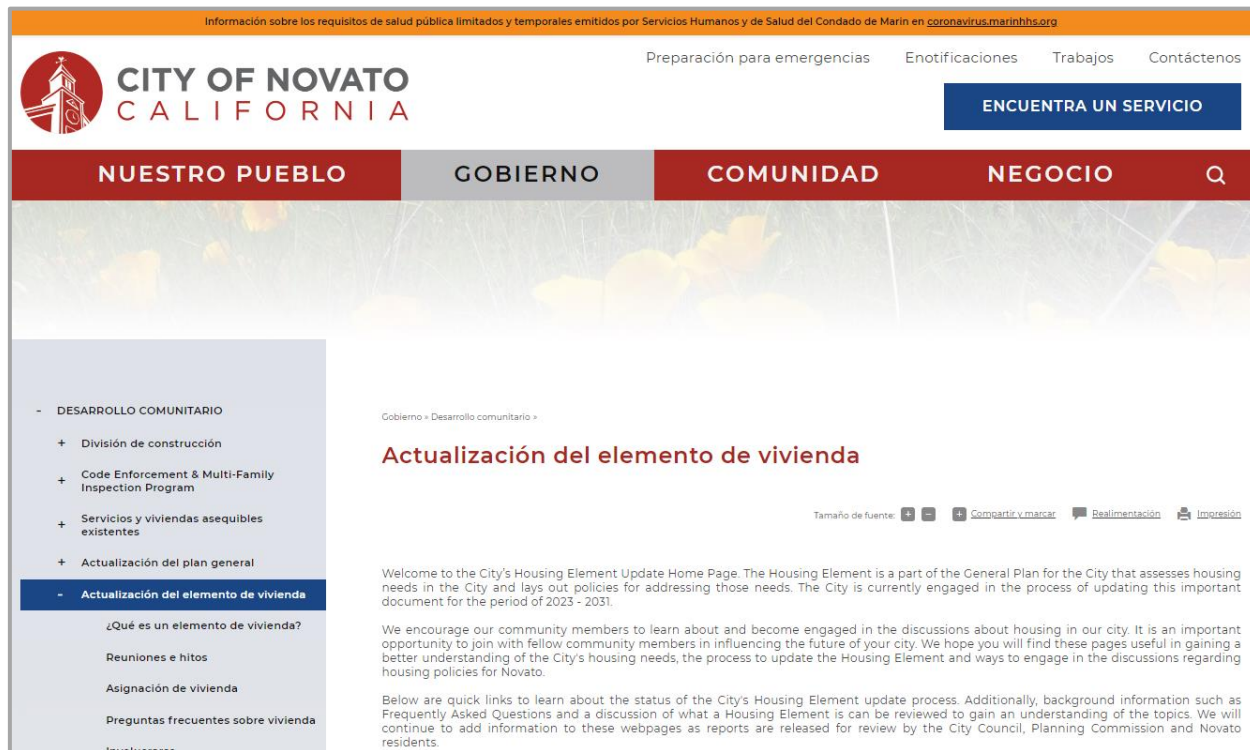 Información sobre los requisitos de salud pública limitados y temporales emitidos por Servicios Humanos y de Salud del Condado de Marin en coronavirus.marinhhs.org
Preparación para emergencias Enotificaciones Trabajos Contáctenos
CITY OF NOVATO
CALIFORNIA
ENCUENTRA UN SERVICIO
NUESTRO PUEBLO GOBIERNO COMUNIDAD NEGOCIO
- DESARROLLO COMUNITARIO
+ División de construcción
+ Code Enforcement & Multi-Family
Inspection Program
+ Servicios y viviendas asequibles
existentes
+ Actualización del plan general
- Actualización del elemento de vivienda
¿Qué es un elemento de vivienda?
Reuniones e hitos
Asignación de vivienda
Preguntas frecuentes sobre vivienda
Gobierno » Desarrollo comunitario »
Actualización del elemento de vivienda
Tamaño de fuente: + - + Compartir y marcar Realimentación Impresión
Welcome to the City's Housing Element Update Home Page. The Housing Element is a part of the General Plan for the City that assesses housing
needs in the City and lays out policies for addressing those needs. The City is currently engaged in the process of updating this important
document for the period of 2023 - 2031.
We encourage our community members to learn about and become engaged in the discussions about housing in our city. It is an important
opportunity to join with fellow community members in influencing the future of your city. We hope you will find these pages useful in gaining a
better understanding of the City's housing needs, the process to update the Housing Element and ways to engage in the discussions regarding
housing policies for Novato.
Below are quick links to learn about the status of the City's Housing Element update process. Additionally, background information such as
Frequently Asked Questions and a discussion of what a Housing Element is can be reviewed to gain an understanding of the topics. We will
continue to add information to these webpages as reports are released for review by the City Council, Planning Commission and Novato
residents.